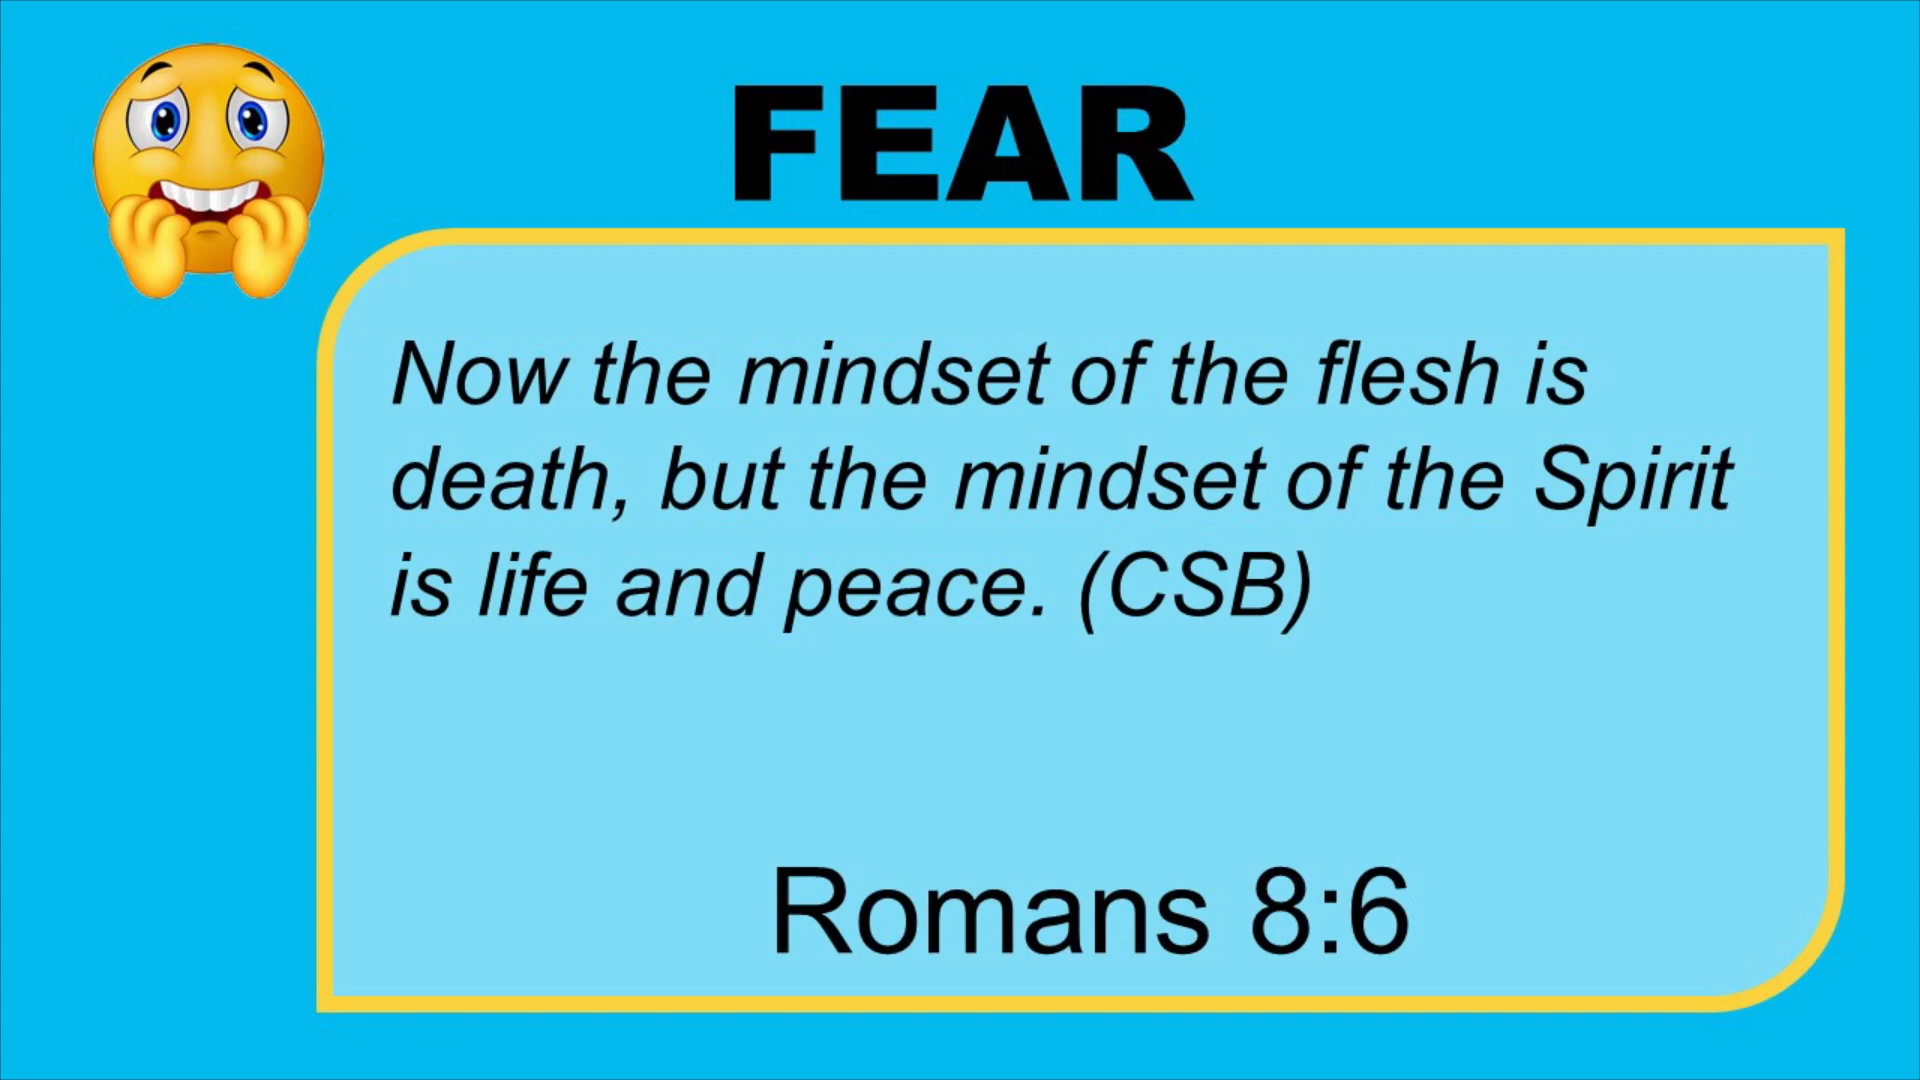 FEAR
Now the mindset of the flesh is
death, but the mindset of the Spirit
is life and peace. (CSB)
Romans 8:6